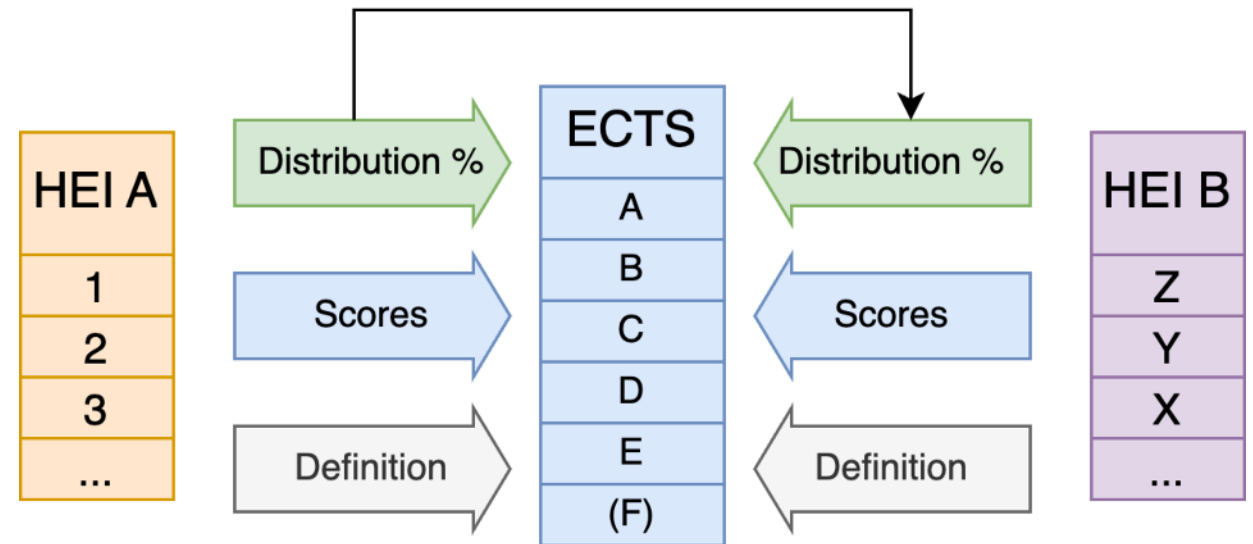 HEI A
1
2
3
...
Distribution %
Scores
Definition
ECTS
A
B
C
D
E
(F)
Distribution %
Scores
Definition
HEI B
Z
Y
X
...